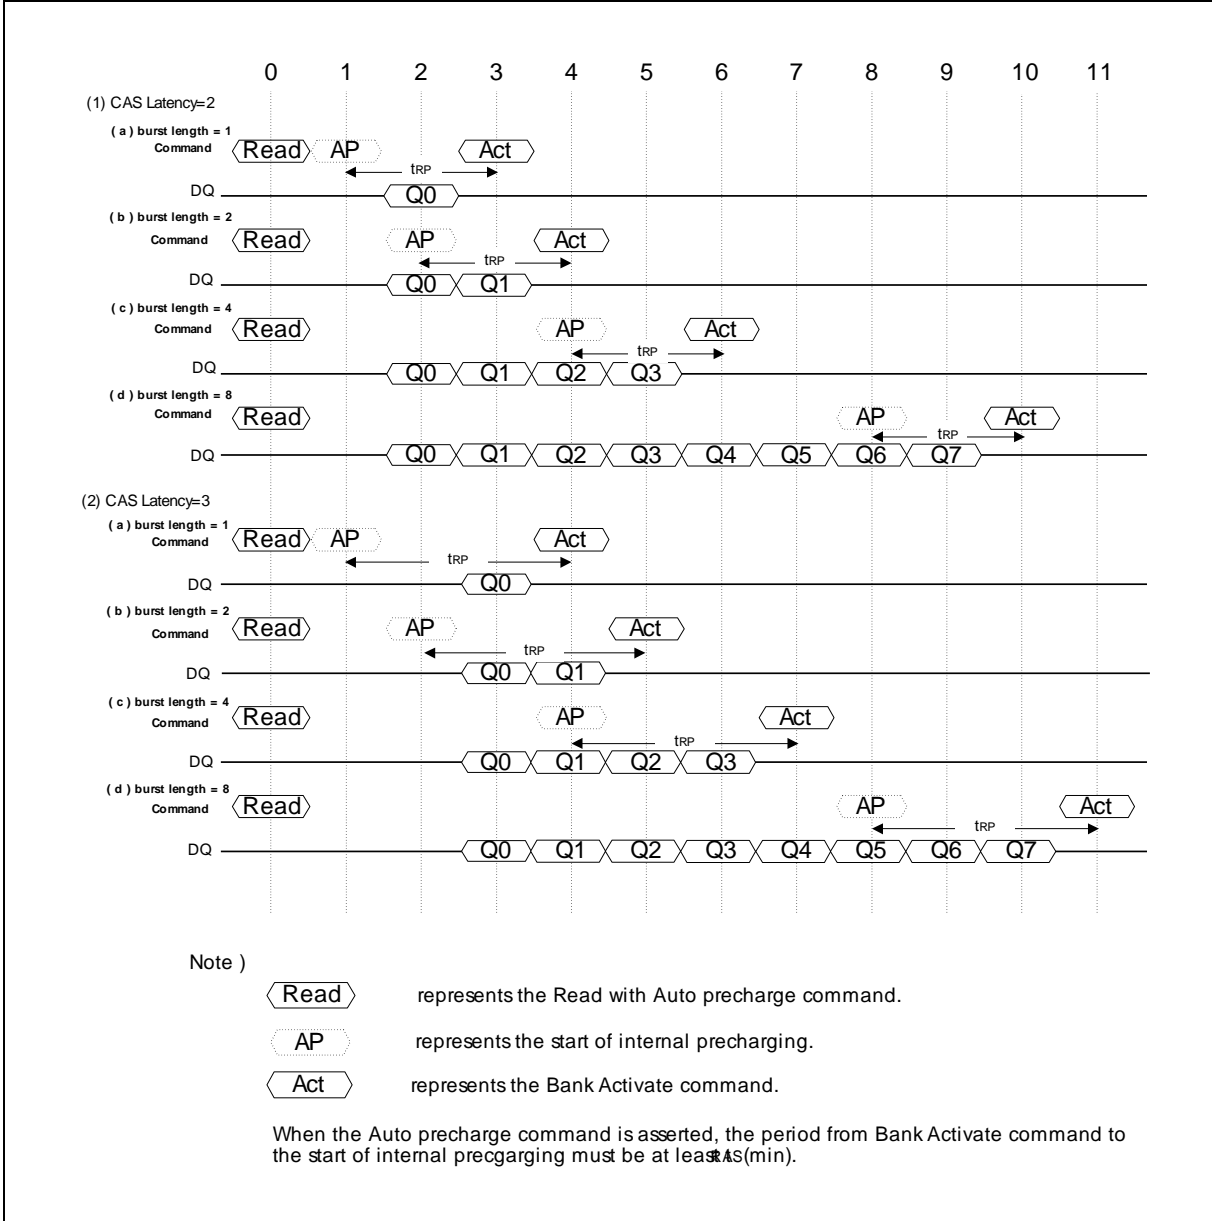 0 1 2 3 4 5 6 7 8 9 10 11
(1) CAS Latency=2
( a ) burst length = 1
Command Read AP Act
tRP
DQ Q0
( b ) burst length = 2
Command Read AP Act
tRP
DQ Q0 Q1
( c ) burst length = 4
Command Read AP Act
tRP
DQ Q0 Q1 Q2 Q3
( d ) burst length = 8
Command Read AP Act
tRP
DQ Q0 Q1 Q2 Q3 Q4 Q5 Q6 Q7
(2) CAS Latency=3
( a ) burst length = 1
Command Read AP Act
tRP
DQ Q0
( b ) burst length = 2
Command Read AP Act
tRP
DQ Q0 Q1
( c ) burst length = 4
Command Read AP Act
tRP
DQ Q0 Q1 Q2 Q3
( d ) burst length = 8
Command Read AP Act
tRP
DQ Q0 Q1 Q2 Q3 Q4 Q5 Q6 Q7
Note )
Read represents the Read with Auto precharge command.
AP represents the start of internal precharging.
Act represents the Bank Activate command.
When the Auto precharge command is asserted, the period from Bank Activate command to
the start of internal precgarging must be at least tRAS(min).